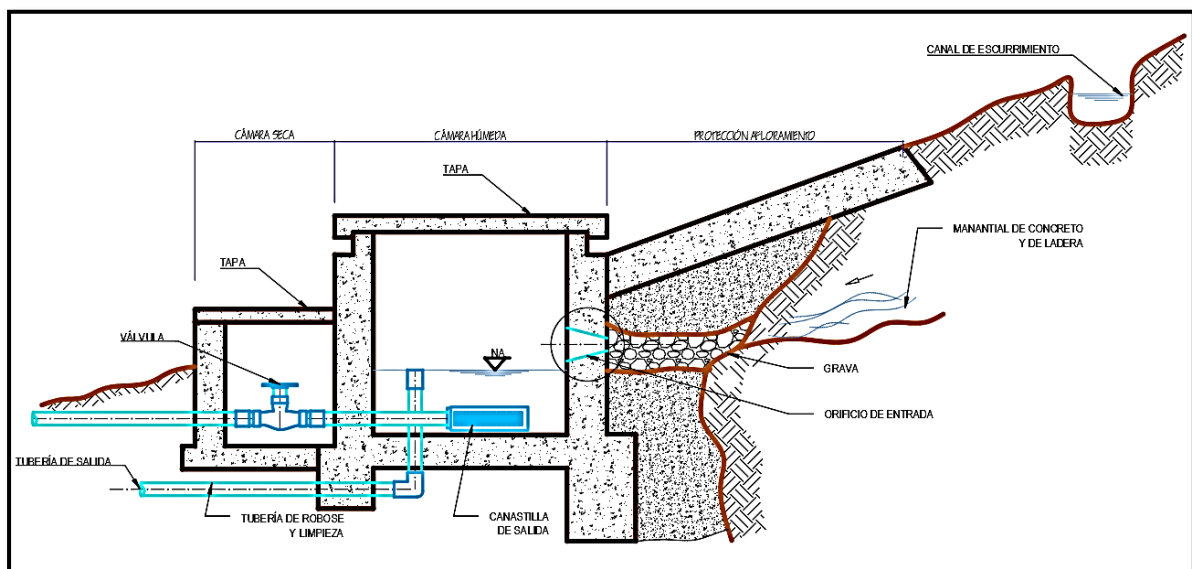 CANAL DE ESCURRIMIENTO
CÁMARA SECA
CÁMARA HÚMEDA
PROTECCIÓN AFLORAMIENTO
TAPA
MANANTIAL DE CONCRETO
Y DE LADERA
TAPA
VÁLVULA
NA
GRAVA
ORIFICIO DE ENTRADA
TUBERÍA DE SALIDA
TUBERÍA DE ROBOSE
Y LIMPIEZA
CANASTILLA
DE SALIDA